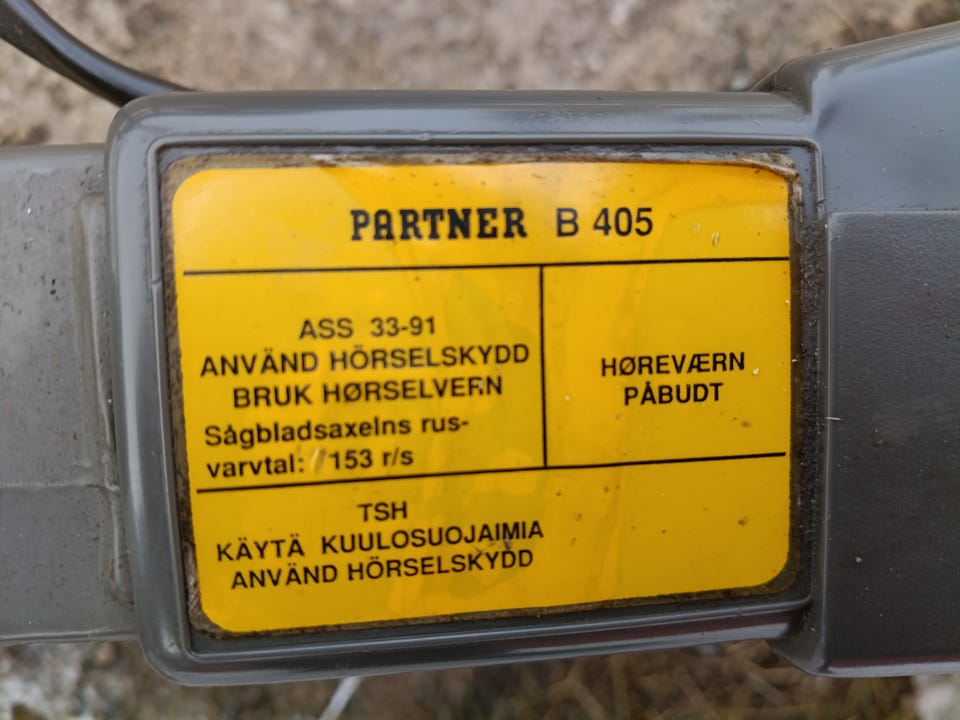 PARTNER B 405
ASS 33-91
ANVÄND HÖRSELSKYDD
BRUK HØRSELVERN
Sågbladsaxelns rus-
varvtal: 153 r/s
HØREVÆRN
PÅBUDT
TSH
KÄYTÄ KUULOSUOJAIMIA
ANVÄND HÖRSELSKYDD